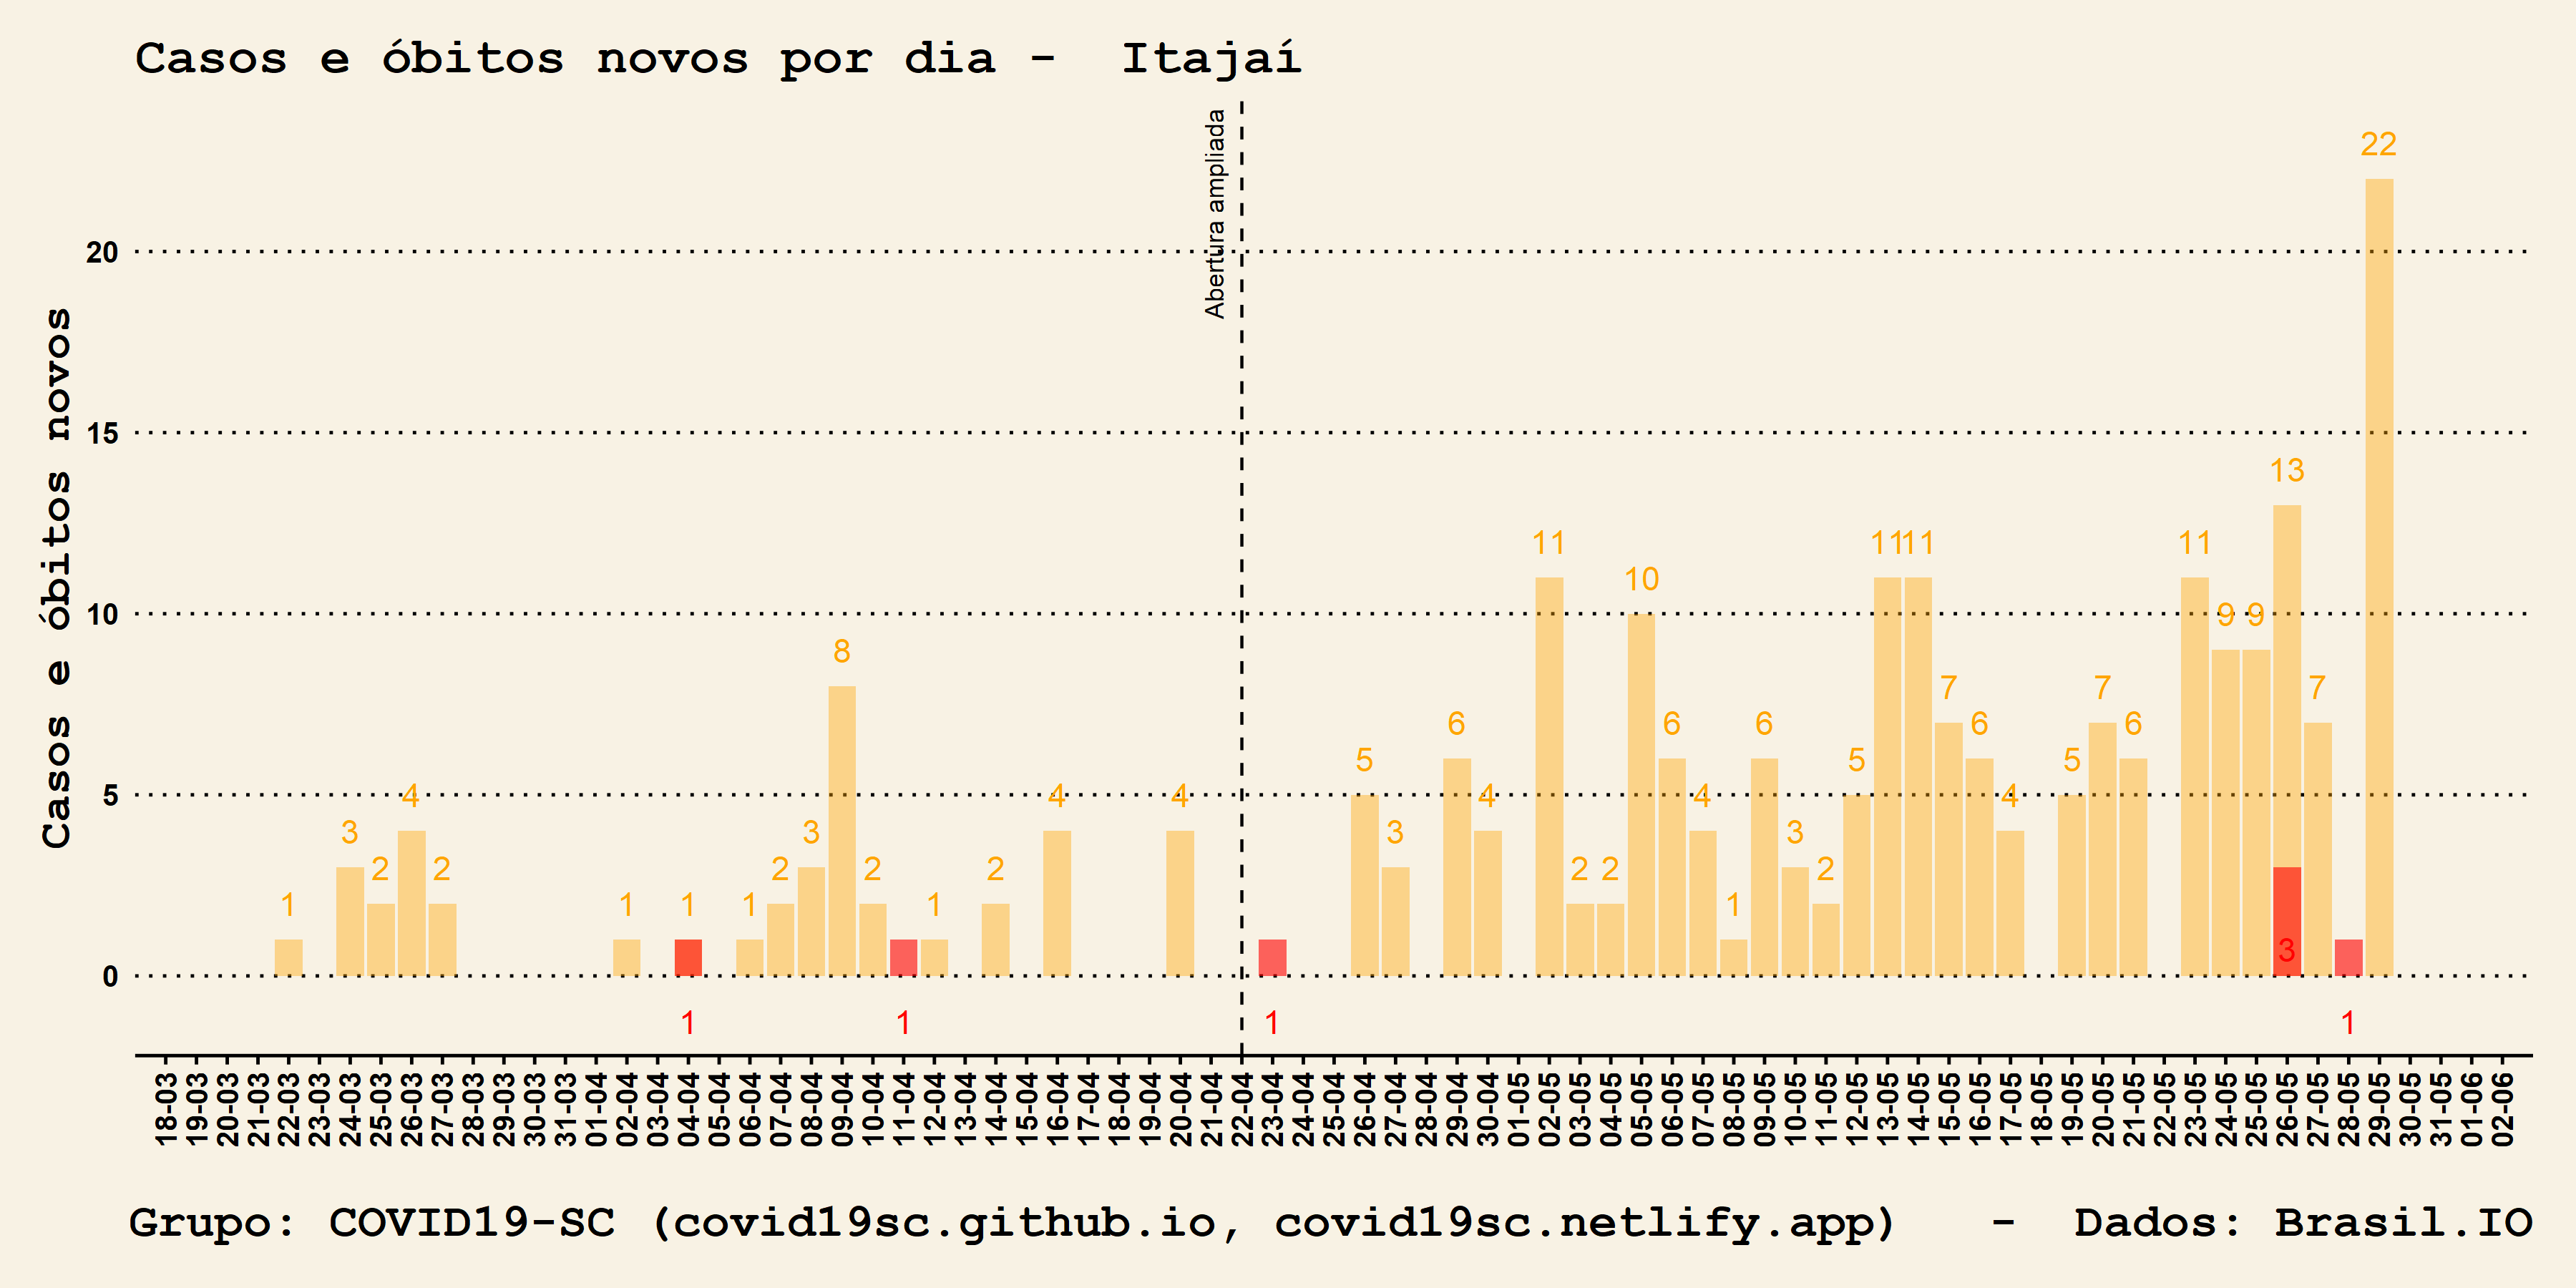 Casos e óbitos novos por dia -  Itajaí
Abertura ampliada
Casos e óbitos novos
20
15
10
5
0
1 3 2 4 2 1 1 1 2 3 8 2 1 2 4 4 5 3 6 4 11 2 2 10 6 4 1 6 3 2 5 11 11 7 6 4 5 7 6 11 9 9 13 7 22
1 1 1 3 1
18-03 19-03 20-03 21-03 22-03 23-03 24-03 25-03 26-03 27-03 28-03 29-03 30-03 31-03 01-04 02-04 03-04 04-04 05-04 06-04 07-04 08-04 09-04 10-04 11-04 12-04 13-04 14-04 15-04 16-04 17-04 18-04 19-04 20-04 21-04 22-04 23-04 24-04 25-04 26-04 27-04 28-04 29-04 30-04 01-05 02-05 03-05 04-05 05-05 06-05 07-05 08-05 09-05 10-05 11-05 12-05 13-05 14-05 15-05 16-05 17-05 18-05 19-05 20-05 21-05 22-05 23-05 24-05 25-05 26-05 27-05 28-05 29-05 30-05 31-05 01-06 02-06
Grupo: COVID19-SC (covid19sc.github.io, covid19sc.netlify.app)   -  Dados: Brasil.IO